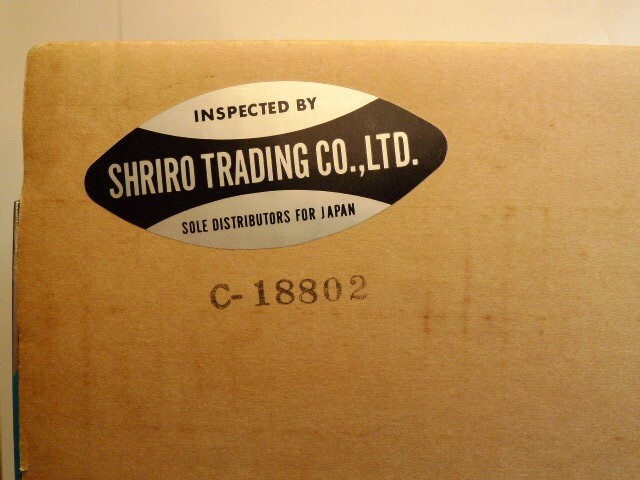 INSPECTED BY
SHRIRO TRADING CO.,LTD.
SOLE DISTRIBUTORS FOR JAPAN
C-18802